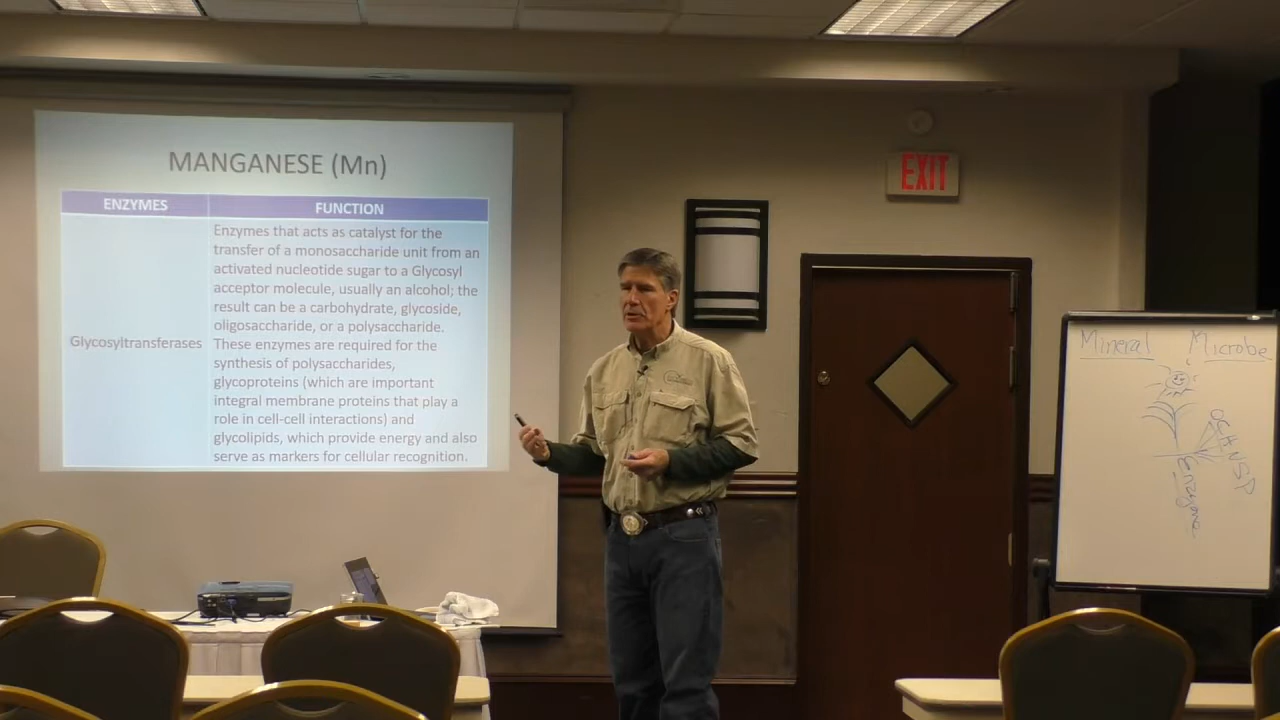 MANGANESE (Mn)
ENZYMES
FUNCTION
Glycosyltransferases
Enzymes that acts as catalyst for the
transfer of a monosaccharide unit from an
activated nucleotide sugar to a Glycosyl
acceptor molecule, usually an alcohol; the
result can be a carbohydrate, glycoside,
oligosaccharide, or a polysaccharide.
These enzymes are required for the
synthesis of polysaccharides,
glycoproteins (which are important
integral membrane proteins that play a
role in cell-cell interactions) and
glycolipids, which provide energy and also
serve as markers for cellular recognition.
EXIT
Mineral Microbe
OCHNSP
Enzyme